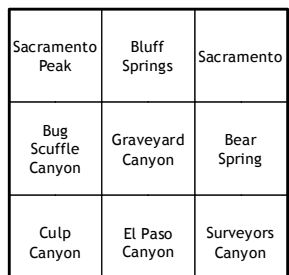 Sacramento
Peak
Bluff
Springs
Sacramento
Bug
Scuffle
Canyon
Graveyard
Canyon
Bear
Spring
Culp
Canyon
El Paso
Canyon
Surveyors
Canyon